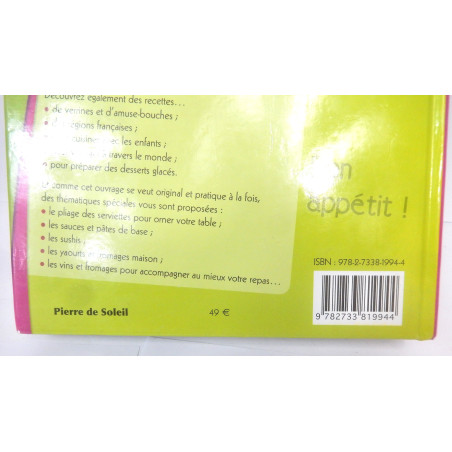 Découvrez également des recettes...
• de verrines et d'amuse-bouches ;
régions françaises ;
les enfants ;
travers le monde ;
pour préparer des desserts glacés.
comme cet ouvrage se veut original et pratique à la fois,
des thématiques spéciales vous sont proposées :
• le pliage des serviettes pour orner votre table ;
• les sauces et pâtes de base ;
• les sushis ;
• les yaourts et fromages maison ;
• les vins et fromages pour accompagner au mieux votre repas...
appétit !
ISBN : 978-2-7338-1994-4
9 782733 819944
Pierre de Soleil
49 €